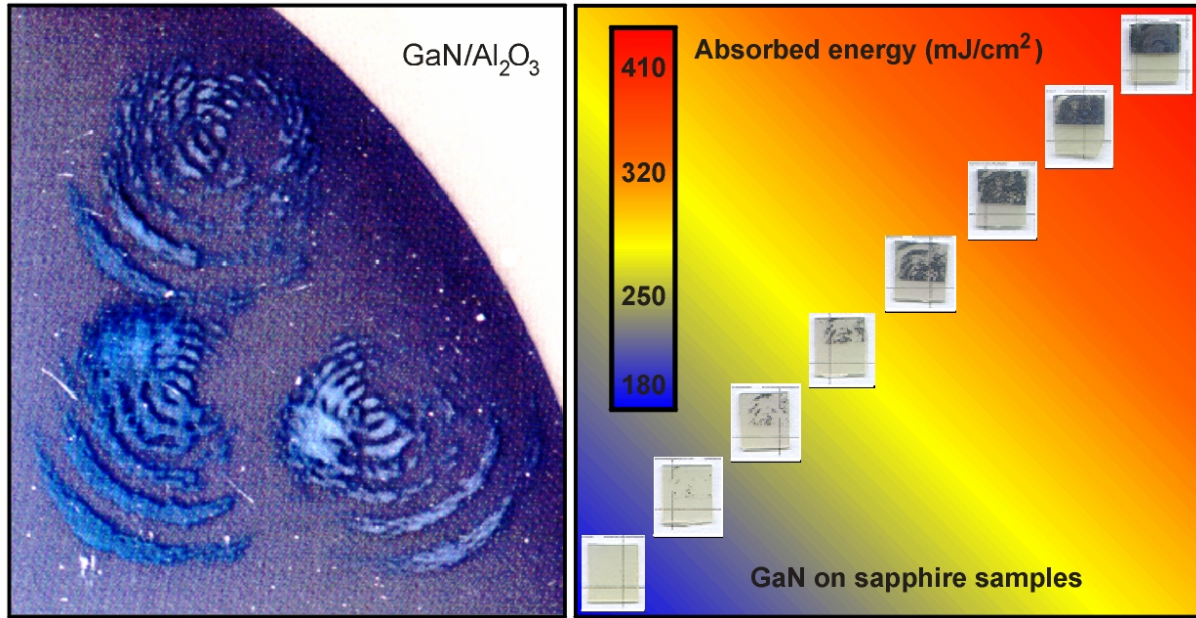 GaN/Al₂O₃
Absorbed energy (mJ/cm²)
410
320
250
180
GaN on sapphire samples